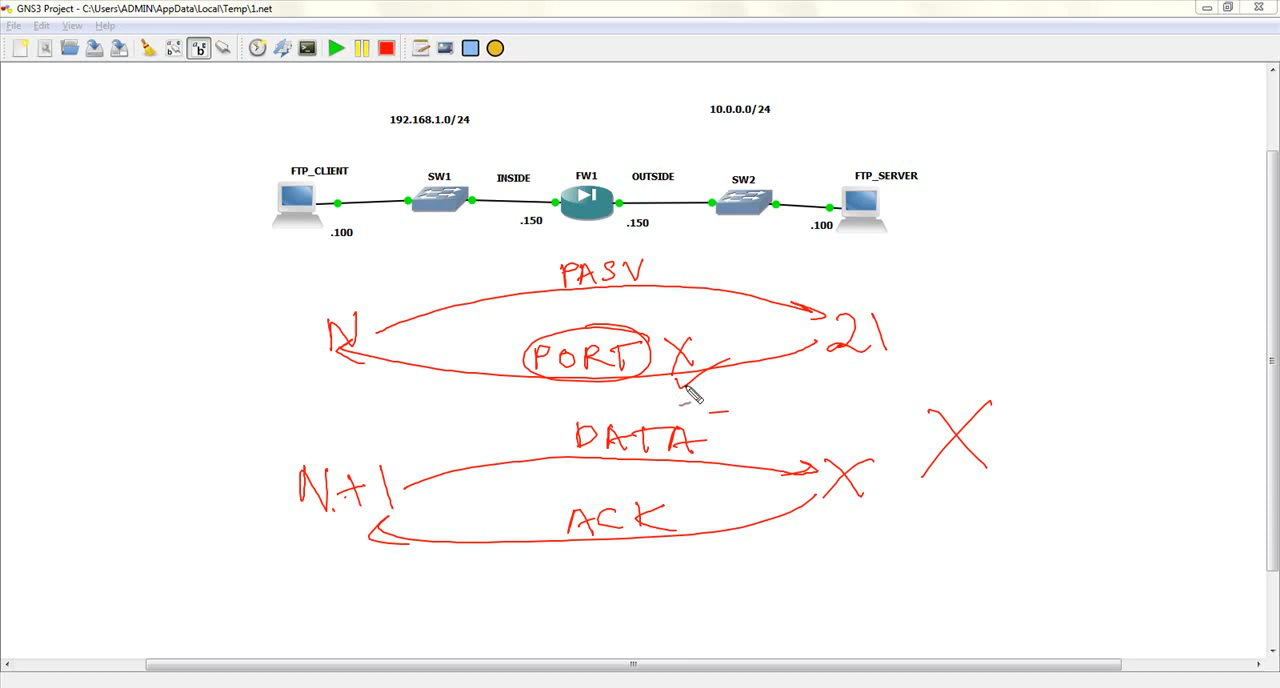 GNS3 Project - C:\Users\ADMIN\AppData\Local\Temp\1.net
File Edit View Help
192.168.1.0/24
10.0.0.0/24
FTP_CLIENT
SW1
INSIDE
FW1
OUTSIDE
SW2
FTP_SERVER
.100
.150
.150
.100
PASV
N
21
PORT X
DATA
X
N+1
X
ACK